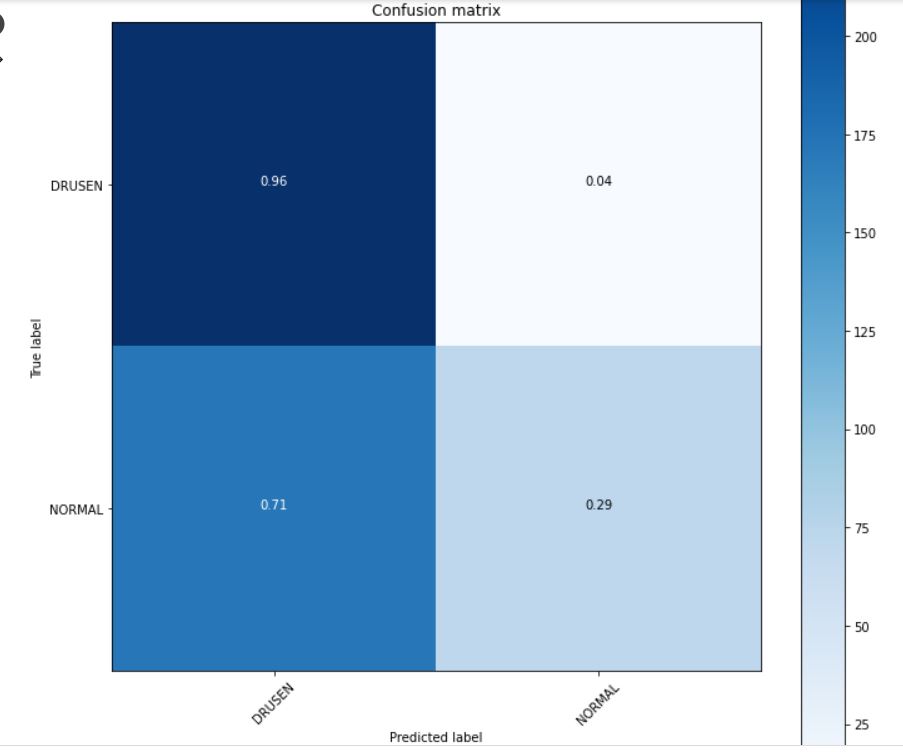 Confusion matrix
200
175
150
125
100
75
50
25
DRUSEN
0.96
0.04
True label
NORMAL
0.71
0.29
DRUSEN
NORMAL
Predicted label